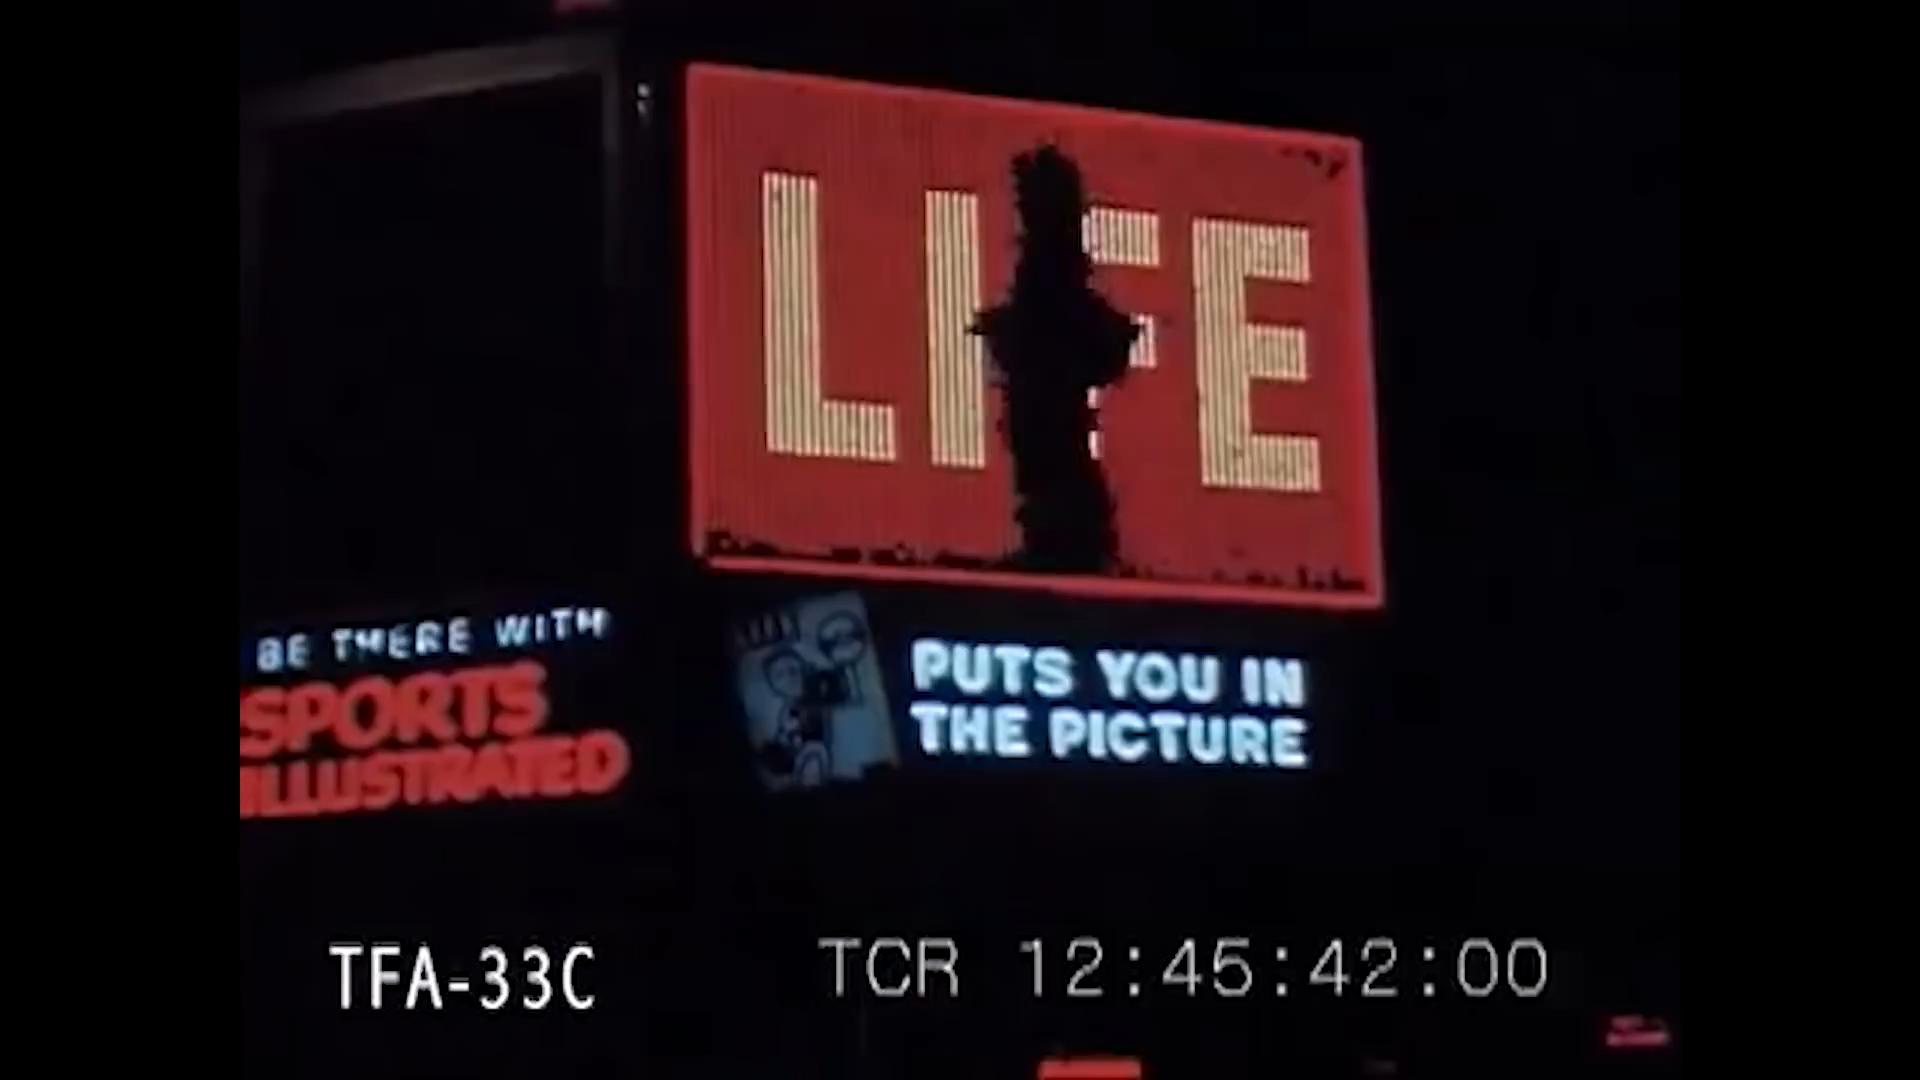 LIFE
BE THERE WITH
SPORTS
ILLUSTRATED
PUTS YOU IN
THE PICTURE
TFA-33C
TCR 12:45:42:00